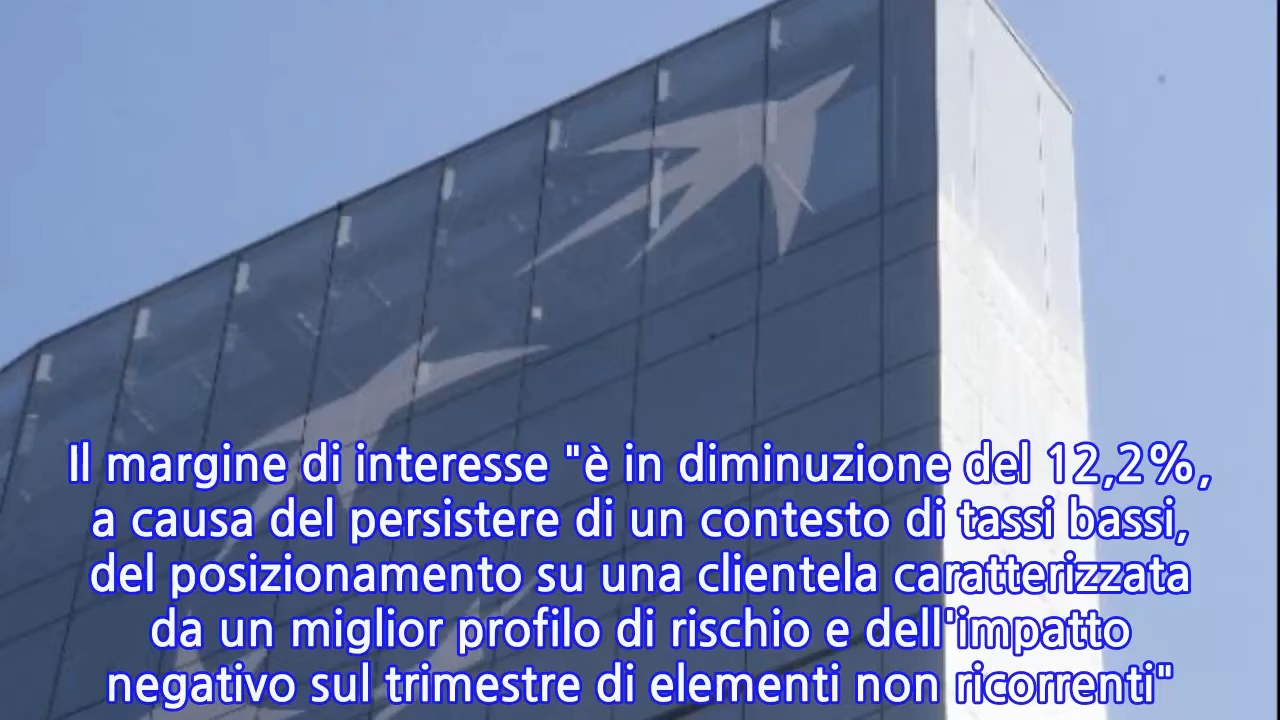 Il margine di interesse "è in diminuzione del 12,2%,
a causa del persistere di un contesto di tassi bassi,
del posizionamento su una clientela caratterizzata
da un miglior profilo di rischio e dell'impatto
negativo sul trimestre di elementi non ricorrenti"